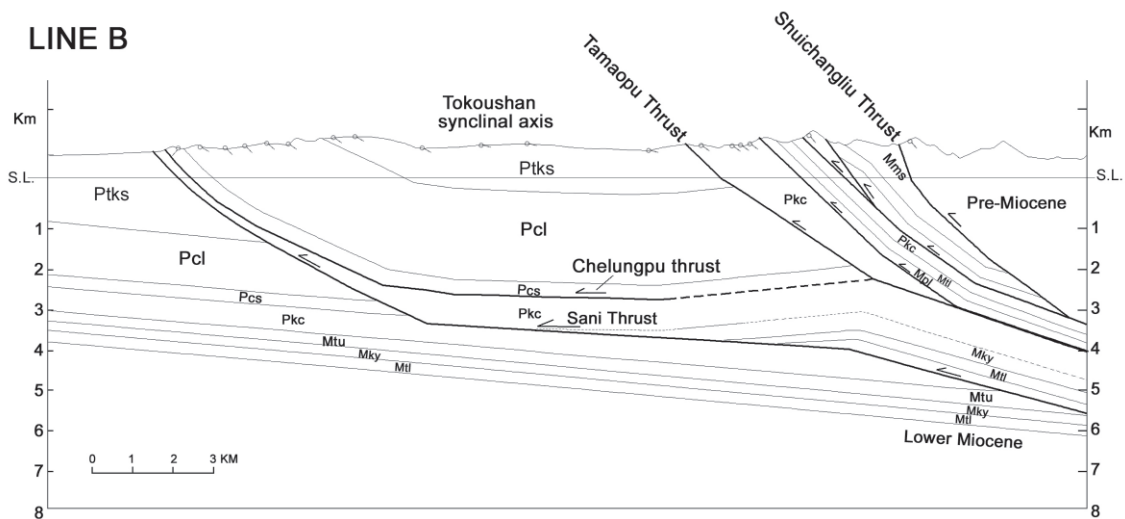 LINE B
Km
S.L.
1
2
3
4
5
6
7
8
Tokoushan
synclinal axis
Tamaopu Thrust
Shuichangliu Thrust
Ptks
Ptks
Pcl
Pcl
Pcs
Pcs
Pkc
Pkc
Chelungpu thrust
Sani Thrust
Mtu
Mky
Mtl
Pkc
Pkc
Mol
Mtl
Mms
Pre-Miocene
Mky
Mtl
Mtu
Mky
Mtl
Lower Miocene
0 1 2 3 KM
Km
S.L.
1
2
3
4
5
6
7
8